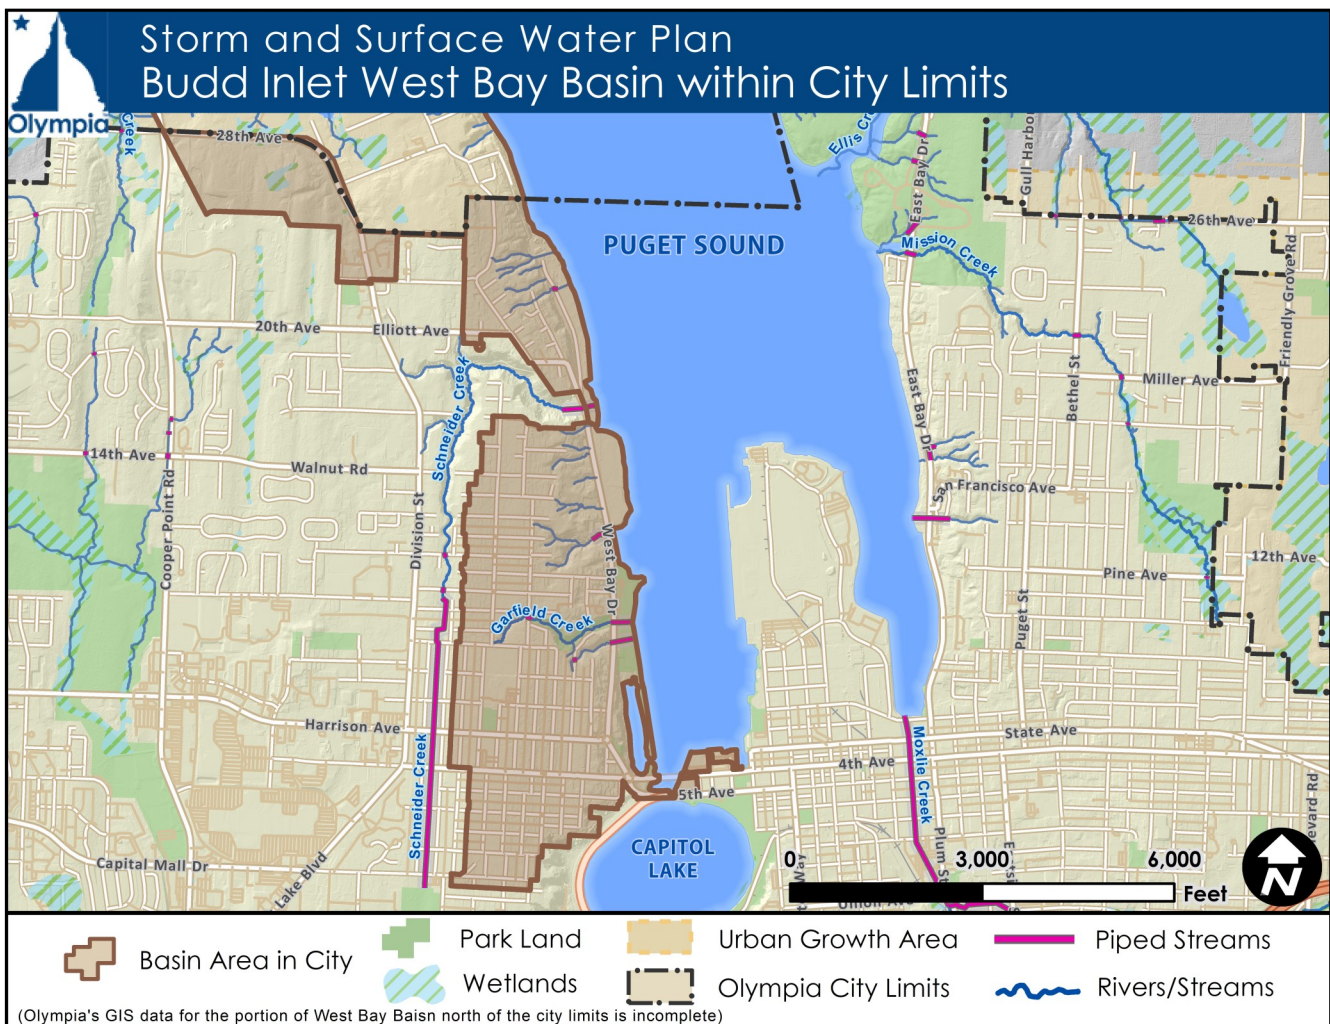 Storm and Surface Water Plan
Budd Inlet West Bay Basin within City Limits
Olympia
Creek
28th Ave
Ellis Cr
East Bay Dr
Gull Harbo
26th Ave
PUGET SOUND
Mission Creek
Friendly Grove Rd
20th Ave
Elliott Ave
Schneider Creek
East Bay Dr
Bethel St
Miller Ave
14th Ave
Walnut Rd
Cooper Point Rd
Division St
San Francisco Ave
West Bay Dr
12th Ave
Pine Ave
Puget St
Garfield Creek
Harrison Ave
State Ave
Schneider Creek
Moxlie Creek
4th Ave
5th Ave
evard Rd
CAPITOL
LAKE
Capital Mall Dr
Lake Blvd
Plum St
Way
Union Ave
0 3,000 6,000
Feet
N
Basin Area in City
Park Land
Wetlands
Urban Growth Area
Olympia City Limits
Piped Streams
Rivers/Streams
(Olympia's GIS data for the portion of West Bay Baisn north of the city limits is incomplete)